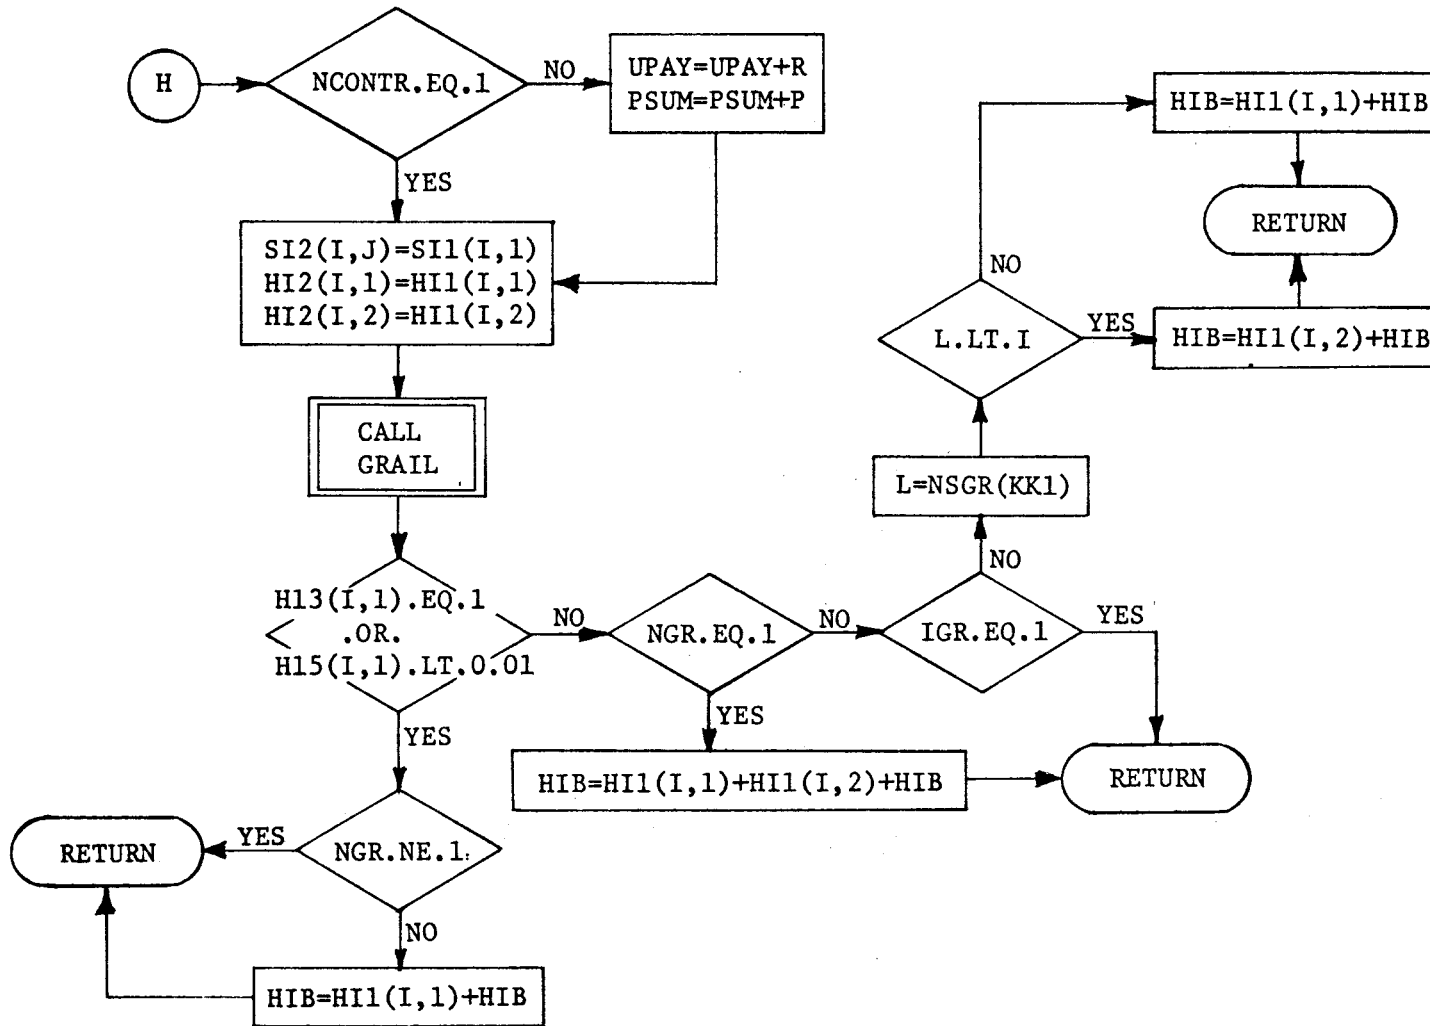 H
NCONTR.EQ.1
NO
UPAY=UPAY+R
PSUM=PSUM+P
YES
SI2(I,J)=SI1(I,1)
HI2(I,1)=HI1(I,1)
HI2(I,2)=HI1(I,2)
CALL
GRAIL
H13(I,1).EQ.1
.OR.
H15(I,1).LT.0.01
NO
NGR.EQ.1
NO
IGR.EQ.1
YES
NO
L=NSGR(KK1)
L.LT.I
NO
HIB=HI1(I,1)+HIB
RETURN
YES
HIB=HI1(I,2)+HIB
YES
HIB=HI1(I,1)+HI1(I,2)+HIB
RETURN
YES
NGR.NE.1
YES
RETURN
NO
HIB=HI1(I,1)+HIB